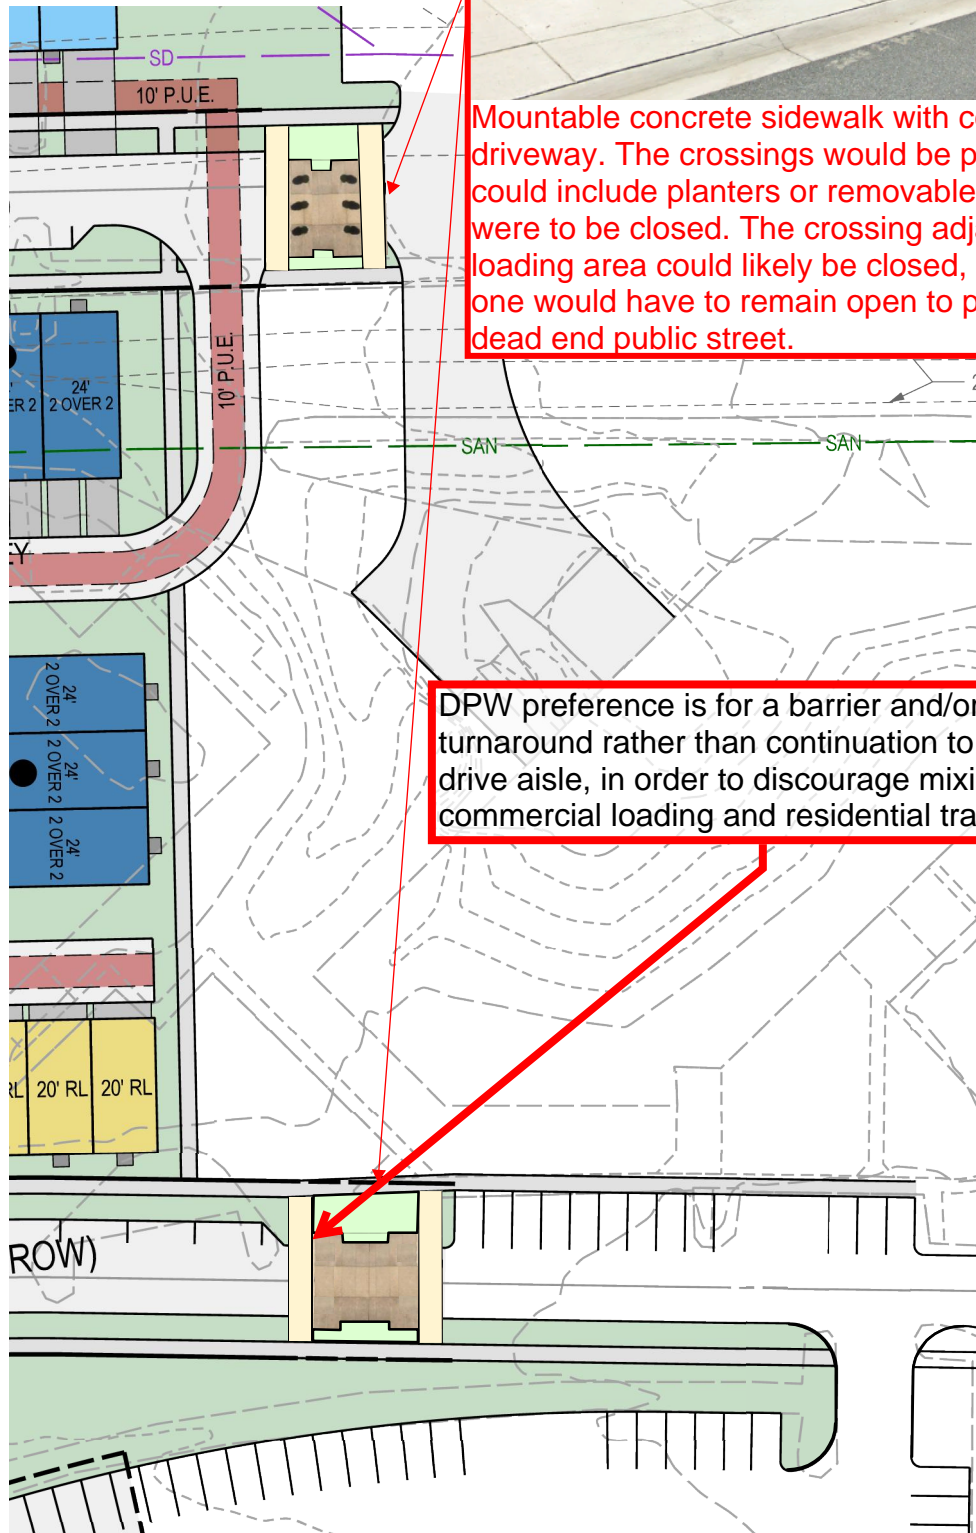 SD
10' P.U.E.
Mountable concrete sidewalk with c
driveway. The crossings would be p
could include planters or removable
were to be closed. The crossing adj
loading area could likely be closed,
one would have to remain open to p
dead end public street.
10' P.U.E.
ER 2
24'
2 OVER 2
SAN
SAN
EY
24'
2 OVER 2
24'
2 OVER 2
24'
2 OVER 2
DPW preference is for a barrier and/or
turnaround rather than continuation to
drive aisle, in order to discourage mixi
commercial loading and residential tra
RL
20' RL
20' RL
ROW)